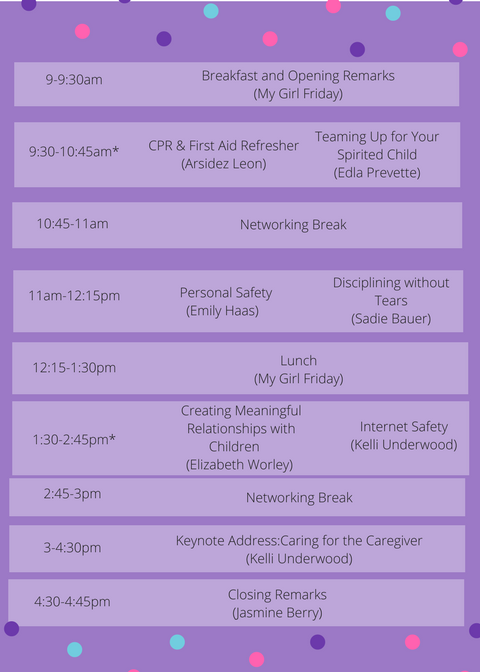 9-9:30am
Breakfast and Opening Remarks
(My Girl Friday)
9:30-10:45am*
CPR & First Aid Refresher
(Arsidez Leon)
Teaming Up for Your
Spirited Child
(Edla Prevette)
10:45-11am
Networking Break
11am-12:15pm
Personal Safety
(Emily Haas)
Disciplining without
Tears
(Sadie Bauer)
12:15-1:30pm
Lunch
(My Girl Friday)
1:30-2:45pm*
Creating Meaningful
Relationships with
Children
(Elizabeth Worley)
Internet Safety
(Kelli Underwood)
2:45-3pm
Networking Break
3-4:30pm
Keynote Address:Caring for the Caregiver
(Kelli Underwood)
4:30-4:45pm
Closing Remarks
(Jasmine Berry)